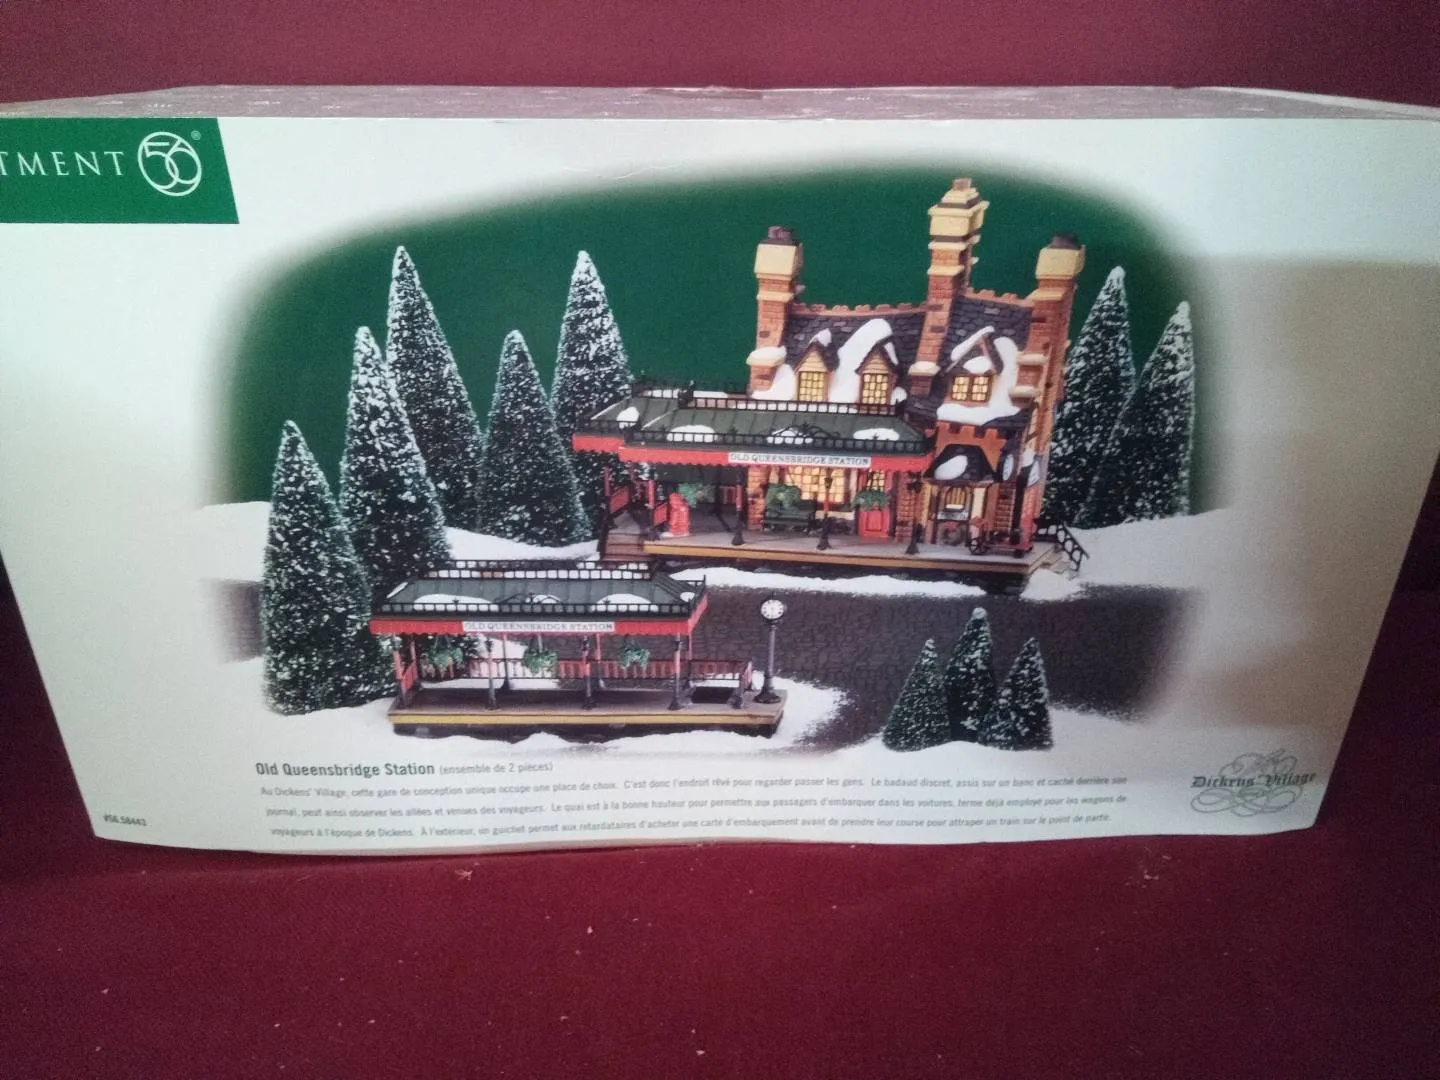 TMENT 56®
OLD QUEENSBRIDGE STATION
OLD QUEENSBRIDGE STATION
Old Queensbridge Station (ensemble de 2 pièces)
Au Dickens' Village, cette gare de conception unique occupe une place de choix. C'est donc l'endroit rêvé pour regarder passer les gens. Le badaud discret, assis sur un banc et caché derrière son
journal, peut ainsi observer les allées et venues des voyageurs. Le quai est à la bonne hauteur pour permettre aux passagers d'embarquer dans les voitures, terme déjà employé pour les wagons de
voyageurs à l'époque de Dickens. À l'extérieur, un guichet permet aux retardataires d'acheter une carte d'embarquement avant de prendre leur course pour attraper un train sur le point de partir.
#56.58443
Dickens' Village